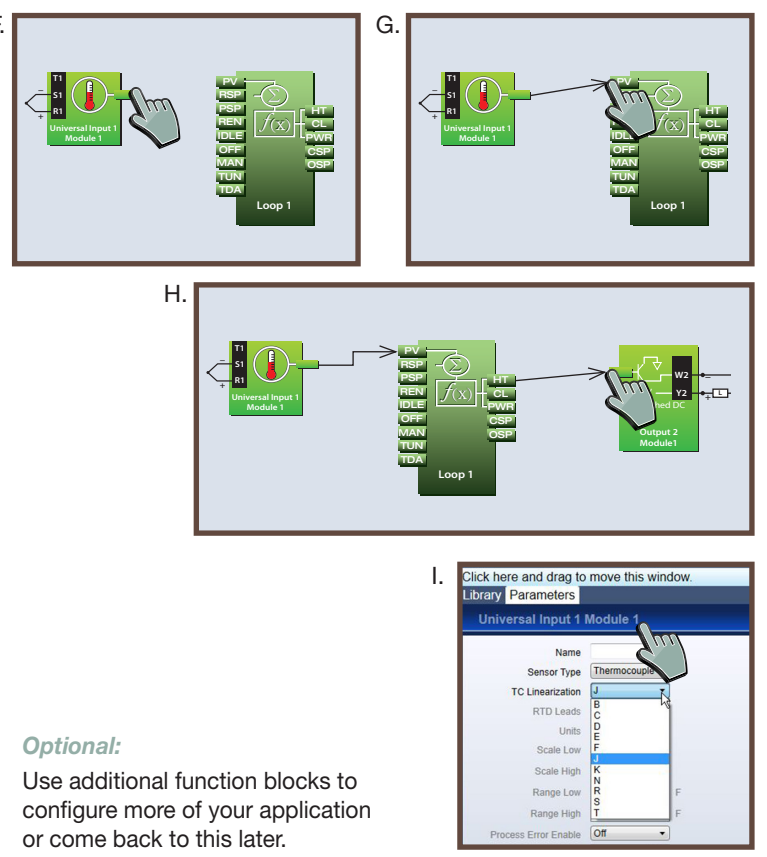 F.
T1
S1
R1
Universal Input 1
Module 1
PV
RSP
PSP
REN
IDLE
OFF
MAN
TUN
TDA
Σ
f(x)
HT
CL
PWR
CSP
OSP
Loop 1
G.
T1
S1
R1
Universal Input 1
Module 1
PV
IDL
OFF
MAN
TUN
TDA
Σ
f(x)
HT
CL
PWR
CSP
OSP
Loop 1
H.
T1
S1
R1
Universal Input 1
Module 1
PV
RSP
PSP
REN
IDLE
OFF
MAN
TUN
TDA
Σ
f(x)
HT
CL
PWR
CSP
OSP
Loop 1
W2
Y2
L
DC
Output 2
Module1
I.
Click here and drag to move this window.
Library Parameters
Universal Input 1 Module 1
Name
Sensor Type Thermocouple
TC Linearization J
B
C
D
E
F
J
K
N
R
S
T
RTD Leads
Units
Scale Low
Scale High
Range Low F
Range High F
Process Error Enable Off
Optional:
Use additional function blocks to
configure more of your application
or come back to this later.